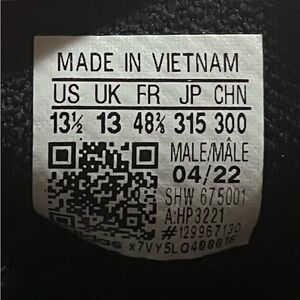 MADE IN VIETNAM
US UK FR JP CHN
13½ 13 48⅔ 315 300
MALE/MÂLE
04/22
SHW 675001
A:HP3221
#129967130
x7VY5LQ4